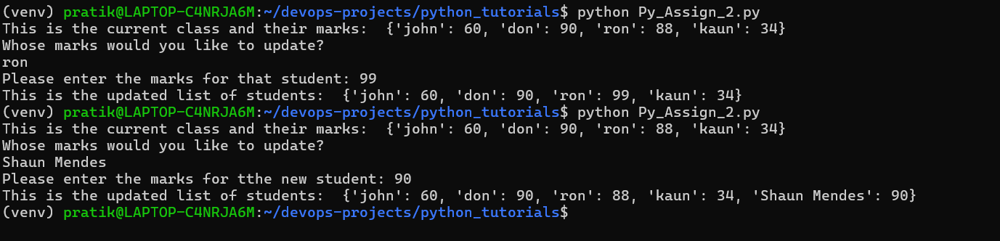 (venv) pratik@LAPTOP-C4NRJA6M:~/devops-projects/python_tutorials$ python Py_Assign_2.py
This is the current class and their marks:  {'john': 60, 'don': 90, 'ron': 88, 'kaun': 34}
Whose marks would you like to update?
ron
Please enter the marks for that student: 99
This is the updated list of students:  {'john': 60, 'don': 90, 'ron': 99, 'kaun': 34}
(venv) pratik@LAPTOP-C4NRJA6M:~/devops-projects/python_tutorials$ python Py_Assign_2.py
This is the current class and their marks:  {'john': 60, 'don': 90, 'ron': 88, 'kaun': 34}
Whose marks would you like to update?
Shaun Mendes
Please enter the marks for tthe new student: 90
This is the updated list of students:  {'john': 60, 'don': 90, 'ron': 88, 'kaun': 34, 'Shaun Mendes': 90}
(venv) pratik@LAPTOP-C4NRJA6M:~/devops-projects/python_tutorials$